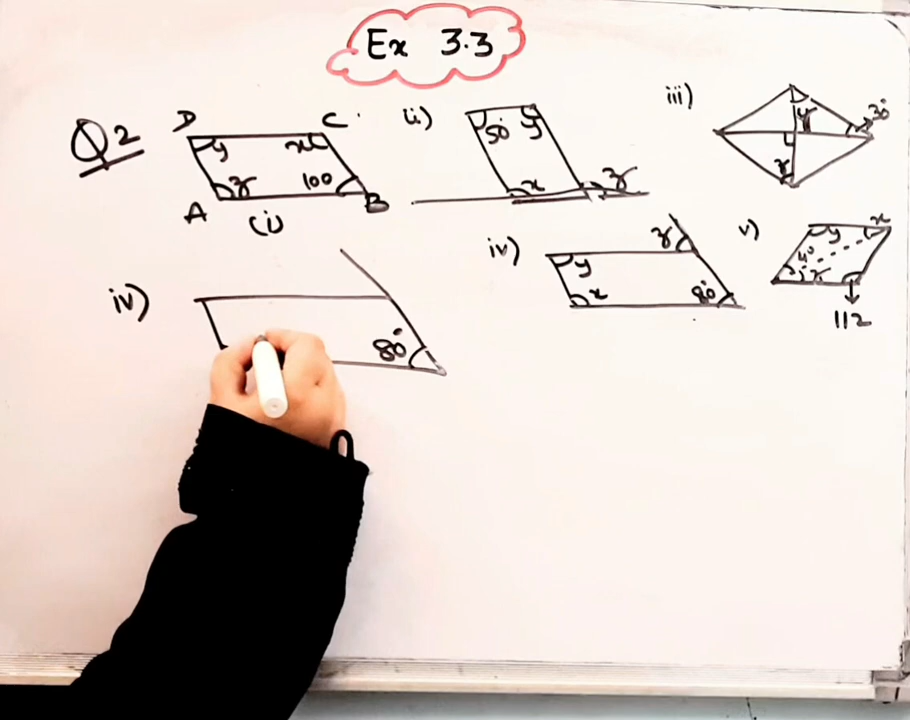 Ex 3.3
Q2
D C
y x
z 100
A B
(i)
(ii)
50° y
x z
iii)
y 30°
z
iv)
z
y
x 80°
v)
y x
40°
z
112
iv)
80°